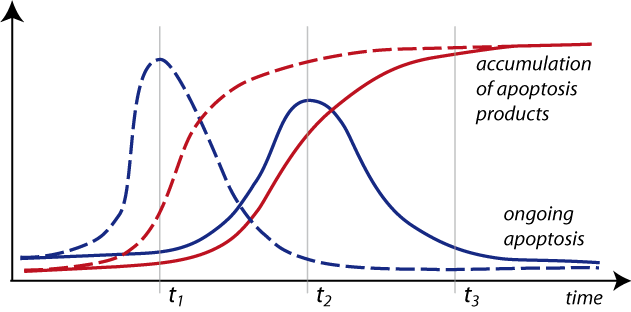 accumulation
of apoptosis
products
ongoing
apoptosis
t1
t2
t3
time